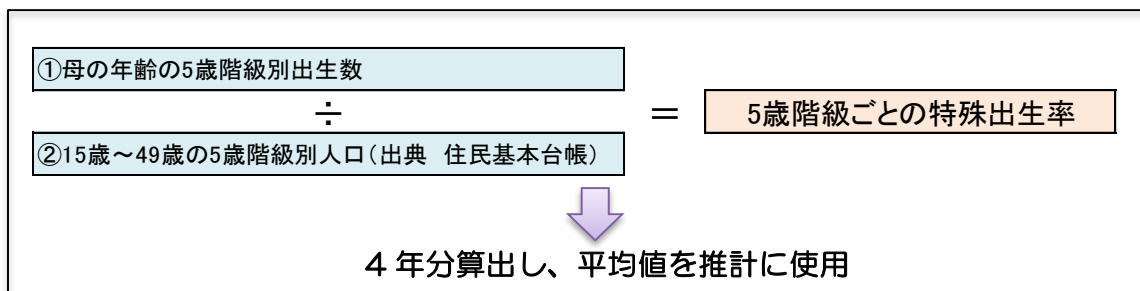 ①母の年齢の5歳階級別出生数
÷
＝
5歳階級ごとの特殊出生率
②15歳～49歳の5歳階級別人口（出典　住民基本台帳）
4年分算出し、平均値を推計に使用